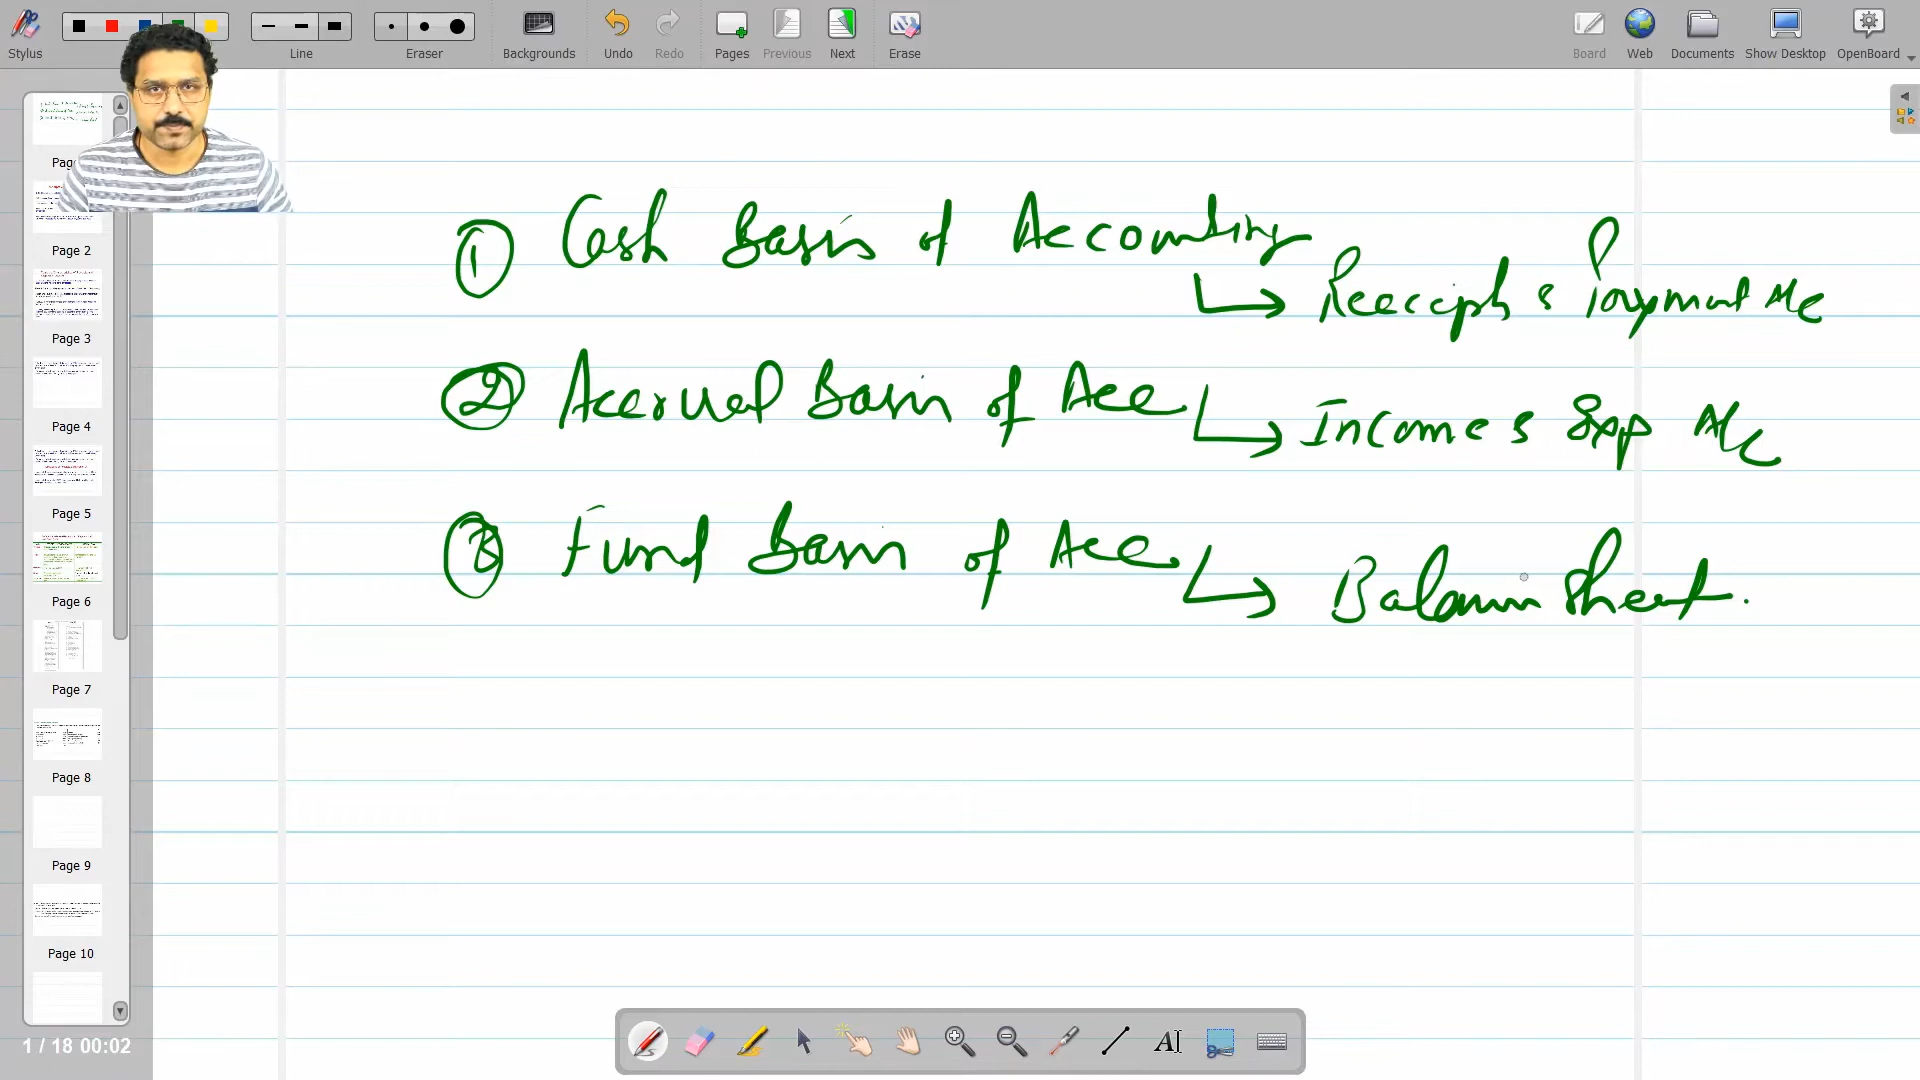 Stylus
Line
Eraser
Backgrounds
Undo
Redo
Pages
Previous
Next
Erase
Board
Web
Documents
Show Desktop
OpenBoard
Page 2
Page 3
Page 4
Page 5
Page 6
Page 7
Page 8
Page 9
Page 10
1 / 18 00:02
① Cash Basis of Accounting
Receipts & Payment A/c
② Accrual Basis of Acc
Income & Exp A/c
③ Fund Basis of Acc
Balance Sheet.